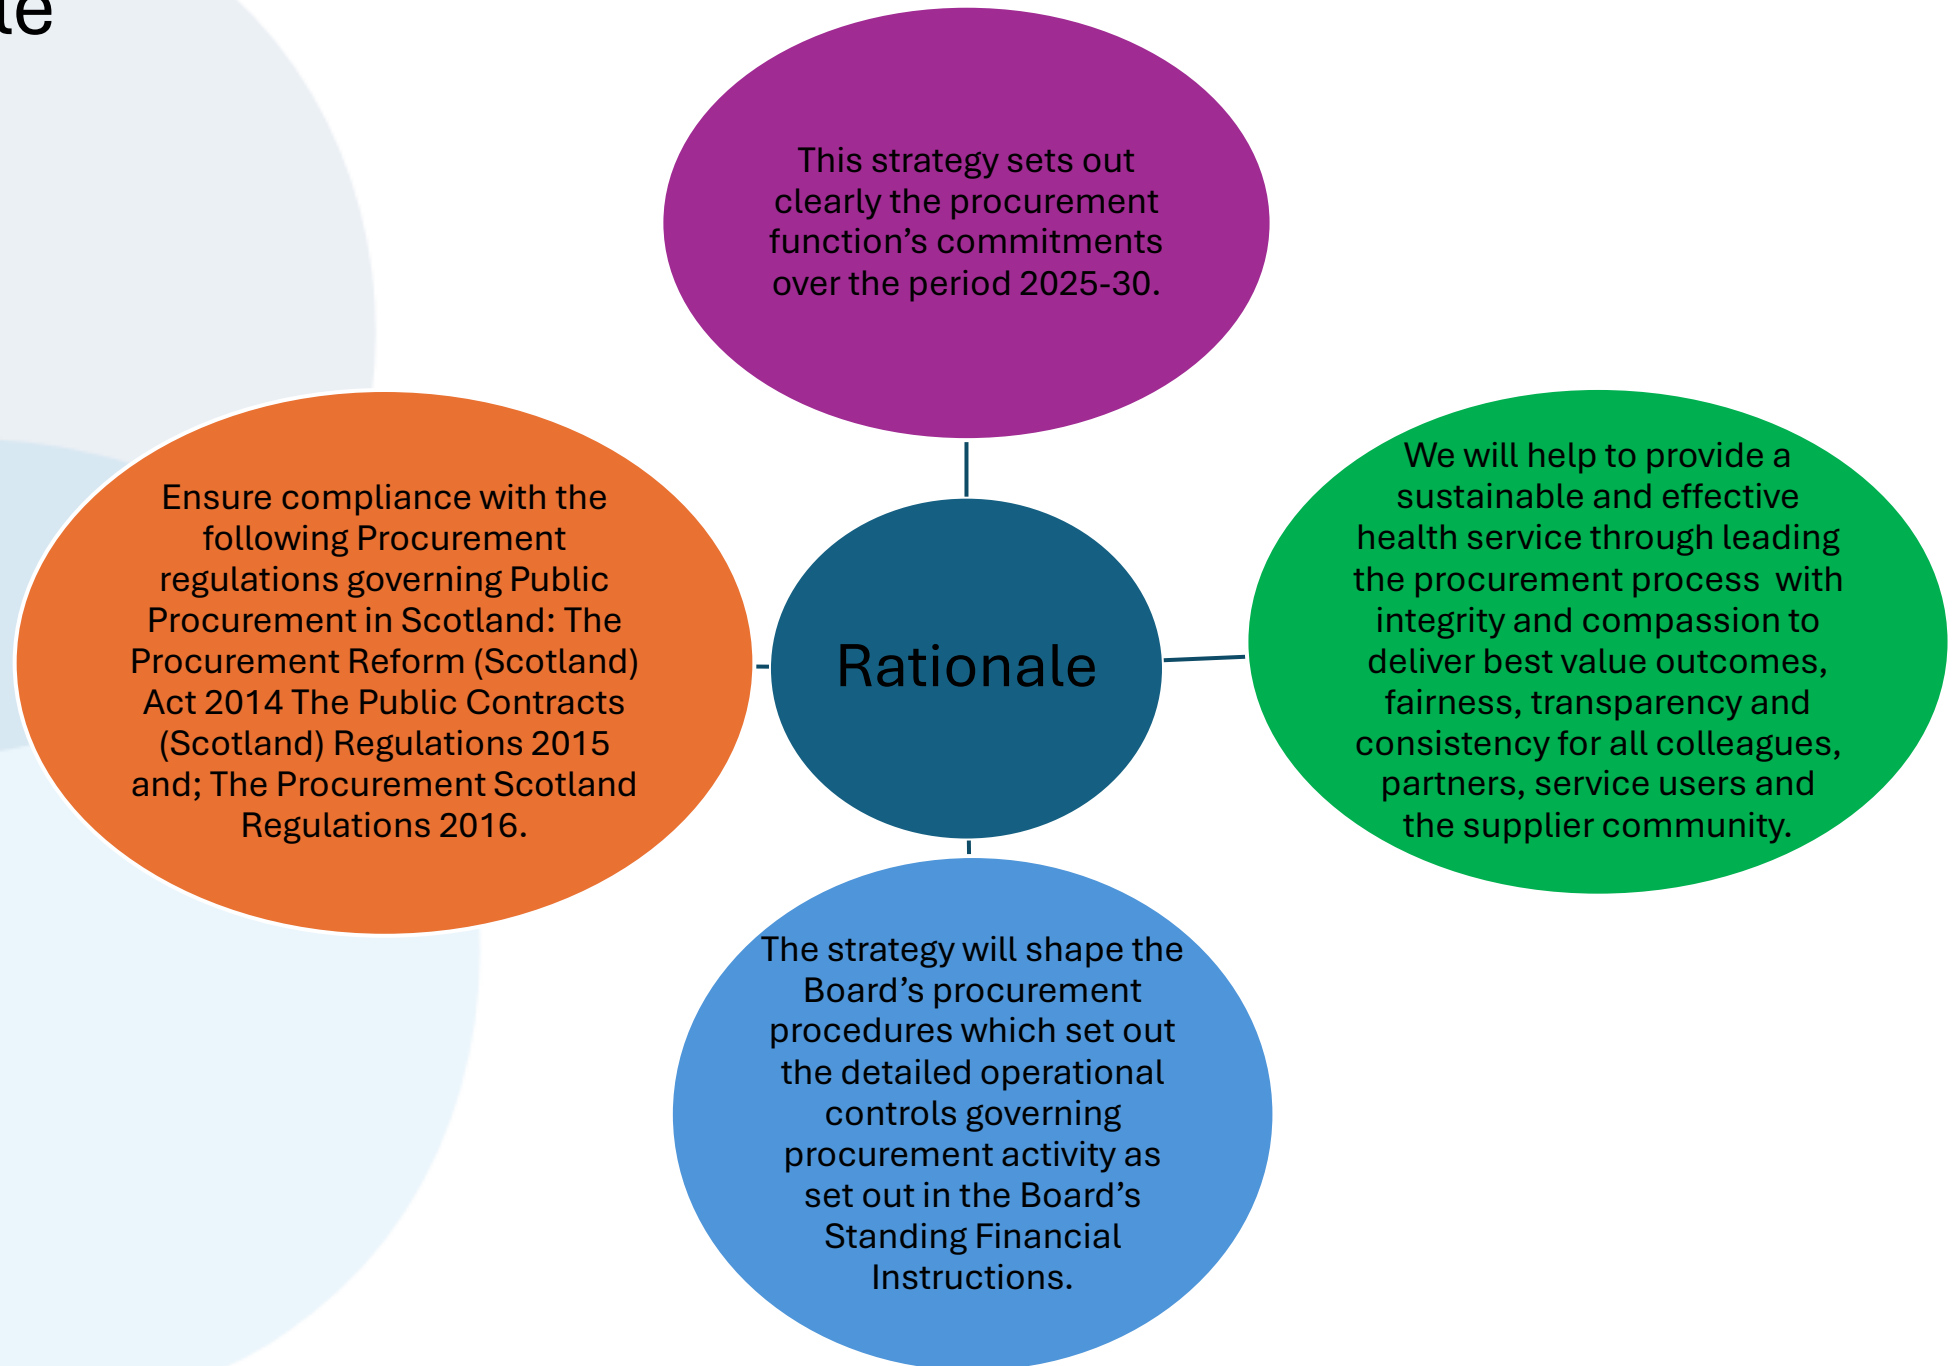 This strategy sets out
clearly the procurement
function’s commitments
over the period 2025-30.
Ensure compliance with the
following Procurement
regulations governing Public
Procurement in Scotland: The
Procurement Reform (Scotland)
Act 2014 The Public Contracts
(Scotland) Regulations 2015
and; The Procurement Scotland
Regulations 2016.
Rationale
We will help to provide a
sustainable and effective
health service through leading
the procurement process  with
integrity and compassion to
deliver best value outcomes,
fairness, transparency and
consistency for all colleagues,
partners, service users and
the supplier community.
The strategy will shape the
Board’s procurement
procedures which set out
the detailed operational
controls governing
procurement activity as
set out in the Board’s
Standing Financial
Instructions.